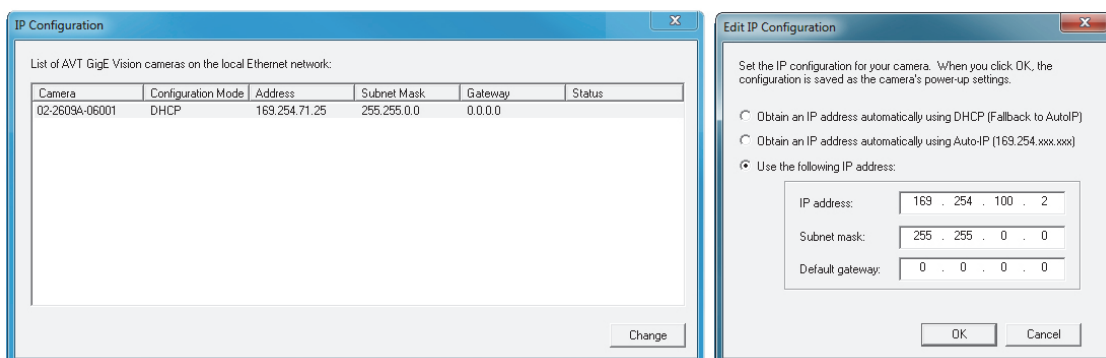 IP Configuration
List of AVT GigE Vision cameras on the local Ethernet network:
Camera Configuration Mode Address Subnet Mask Gateway Status
02-2609A-06001 DHCP 169.254.71.25 255.255.0.0 0.0.0.0
Change
Edit IP Configuration
Set the IP configuration for your camera. When you click OK, the
configuration is saved as the camera's power-up settings.
Obtain an IP address automatically using DHCP (Fallback to AutoIP)
Obtain an IP address automatically using Auto-IP (169.254.xxx.xxx)
Use the following IP address:
IP address: 169 . 254 . 100 . 2
Subnet mask: 255 . 255 . 0 . 0
Default gateway: 0 . 0 . 0 . 0
OK Cancel